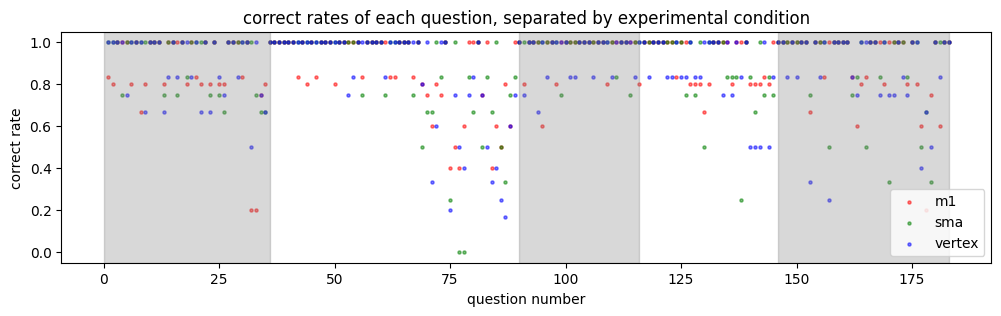 correct rates of each question, separated by experimental condition
correct rate
1.0
0.8
0.6
0.4
0.2
0.0
m1
sma
vertex
0 25 50 75 100 125 150 175
question number